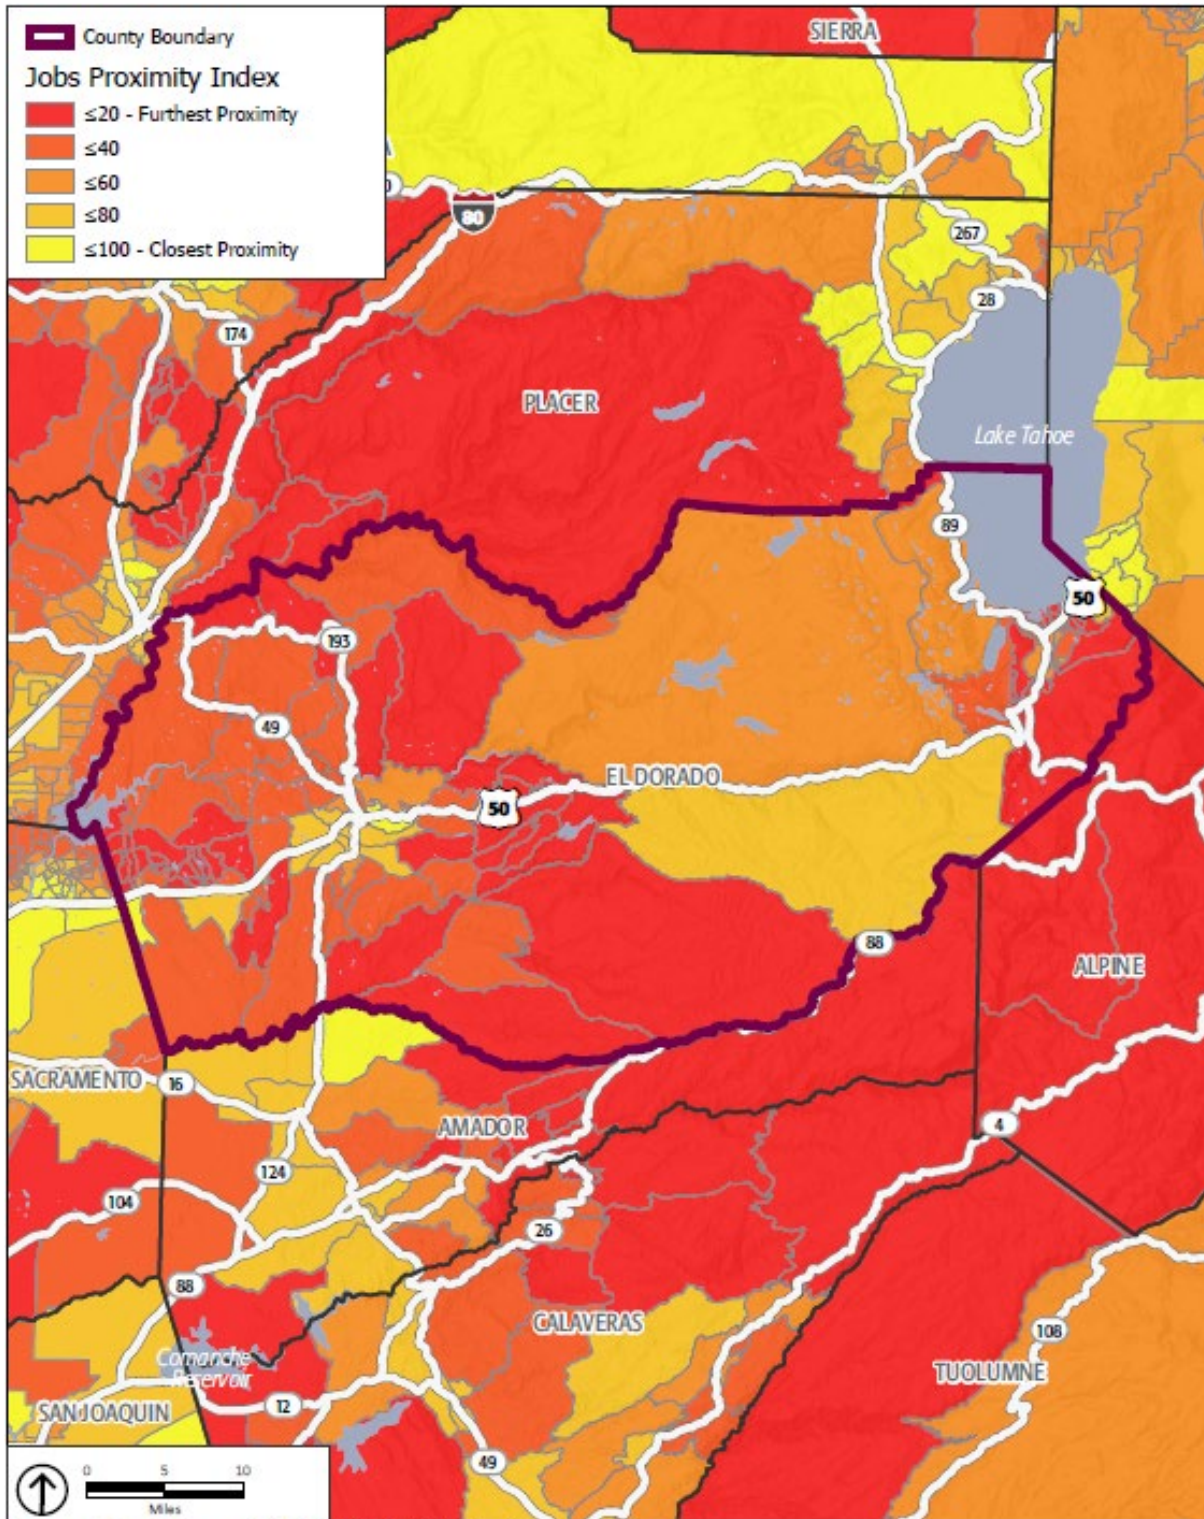 County Boundary
Jobs Proximity Index
≤20 - Furthest Proximity
≤40
≤60
≤80
≤100 - Closest Proximity
SIERRA
80
267
28
174
PLACER
Lake Tahoe
89
50
193
49
EL DORADO
50
88
ALPINE
SACRAMENTO
16
AMADOR
4
124
104
26
88
CALAVERAS
108
Comanche
Reservoir
TUOLUMNE
SAN JOAQUIN
12
49
0 5 10
Miles